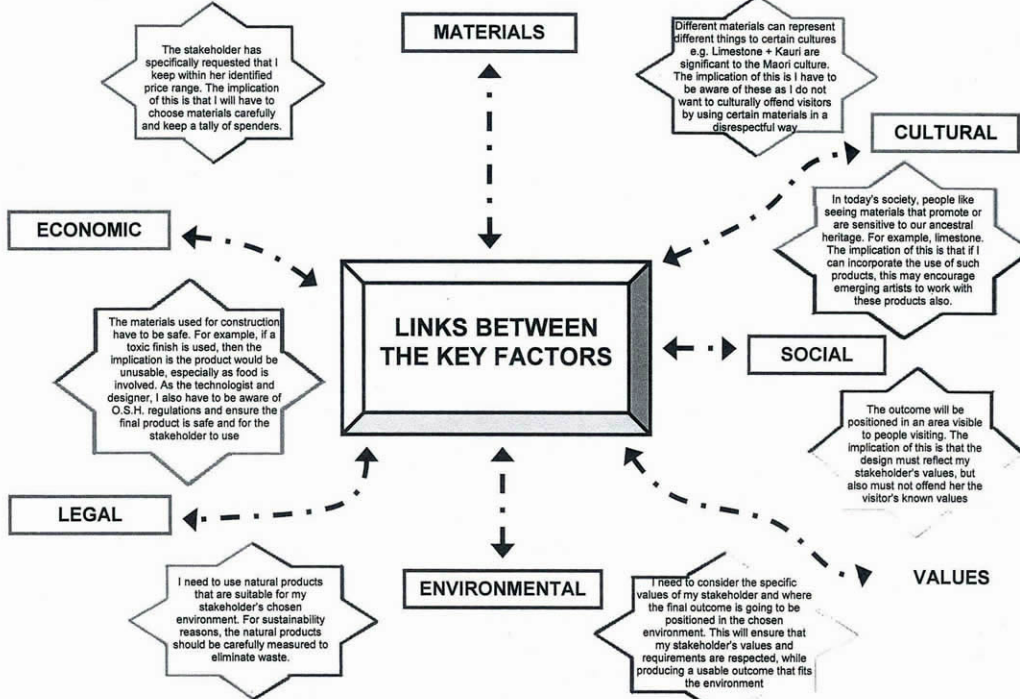 MATERIALS
The stakeholder has
specifically requested that I
keep within her identified
price range. The implication
of this is that I will have to
choose materials carefully
and keep a tally of spenders.
Different materials can represent
different things to certain cultures
e.g. Limestone + Kauri are
significant to the Maori culture.
The implication of this is I have to
be aware of these as I do not
want to culturally offend visitors
by using certain materials in a
disrespectful way
CULTURAL
ECONOMIC
In today's society, people like
seeing materials that promote or
are sensitive to our ancestral
heritage. For example, limestone.
The implication of this is that if I
can incorporate the use of such
products, this may encourage
emerging artists to work with
these products also.
LINKS BETWEEN
THE KEY FACTORS
The materials used for construction
have to be safe. For example, if a
toxic finish is used, then the
implication is the product would be
unusable, especially as food is
involved. As the technologist and
designer, I also have to be aware of
O.S.H. regulations and ensure the
final product is safe and for the
stakeholder to use
SOCIAL
The outcome will be
positioned in an area visible
to people visiting. The
implication of this is that the
design must reflect my
stakeholder's values, but
also must not offend her the
visitor's known values
LEGAL
I need to use natural products
that are suitable for my
stakeholder's chosen
environment. For sustainability
reasons, the natural products
should be carefully measured to
eliminate waste.
ENVIRONMENTAL
I need to consider the specific
values of my stakeholder and where
the final outcome is going to be
positioned in the chosen
environment. This will ensure that
my stakeholder's values and
requirements are respected, while
producing a usable outcome that fits
the environment
VALUES